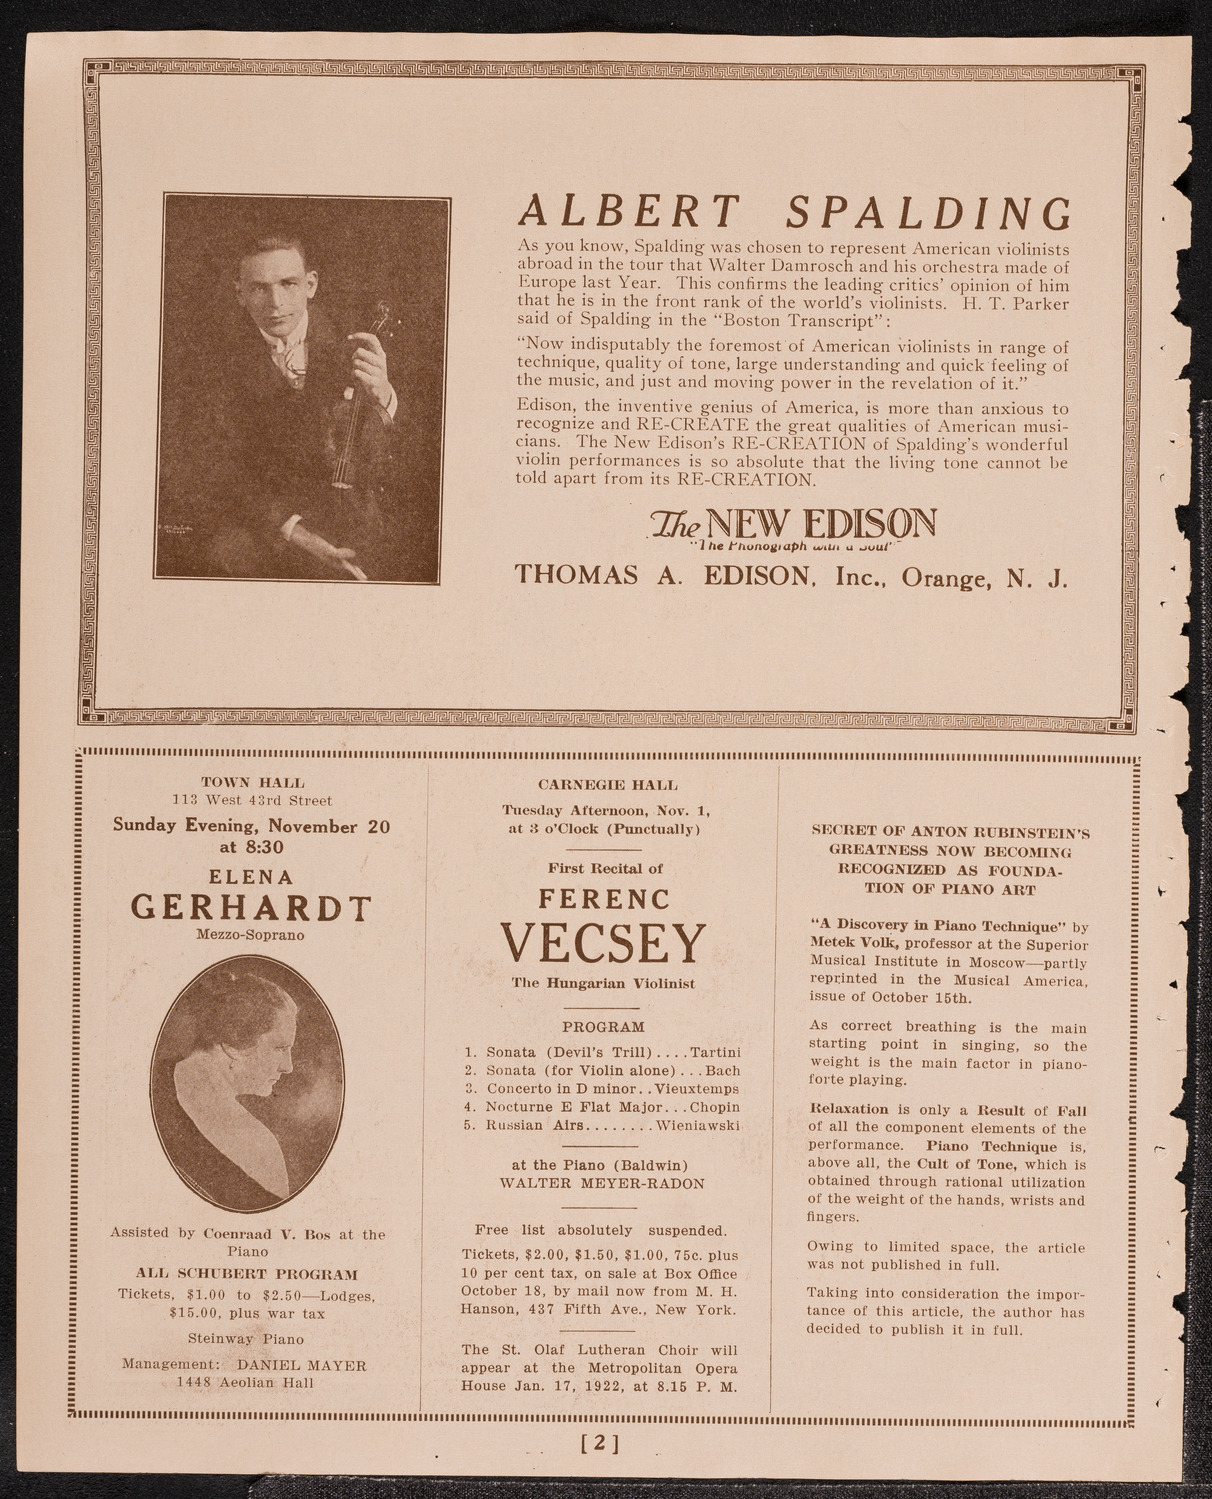 ALBERT SPALDING
As you know, Spalding was chosen to represent American violinists
abroad in the tour that Walter Damrosch and his orchestra made of
Europe last Year. This confirms the leading critics' opinion of him
that he is in the front rank of the world's violinists. H. T. Parker
said of Spalding in the "Boston Transcript":
"Now indisputably the foremost of American violinists in range of
technique, quality of tone, large understanding and quick feeling of
the music, and just and moving power in the revelation of it."
Edison, the inventive genius of America, is more than anxious to
recognize and RE-CREATE the great qualities of American musi-
cians. The New Edison's RE-CREATION of Spalding's wonderful
violin performances is so absolute that the living tone cannot be
told apart from its RE-CREATION.
The NEW EDISON
"The Phonograph with a Soul"
THOMAS A. EDISON, Inc., Orange, N. J.
TOWN HALL
113 West 43rd Street
Sunday Evening, November 20
at 8:30
ELENA
GERHARDT
Mezzo-Soprano
Assisted by Coenraad V. Bos at the
Piano
ALL SCHUBERT PROGRAM
Tickets, $1.00 to $2.50—Lodges,
$15.00, plus war tax
Steinway Piano
Management: DANIEL MAYER
1448 Aeolian Hall
CARNEGIE HALL
Tuesday Afternoon, Nov. 1,
at 3 o'Clock (Punctually)
First Recital of
FERENC
VECSEY
The Hungarian Violinist
PROGRAM
1. Sonata (Devil's Trill)....Tartini
2. Sonata (for Violin alone)...Bach
3. Concerto in D minor..Vieuxtemps
4. Nocturne E Flat Major...Chopin
5. Russian Airs........Wieniawski
at the Piano (Baldwin)
WALTER MEYER-RADON
Free list absolutely suspended.
Tickets, $2.00, $1.50, $1.00, 75c. plus
10 per cent tax, on sale at Box Office
October 18, by mail now from M. H.
Hanson, 437 Fifth Ave., New York.
The St. Olaf Lutheran Choir will
appear at the Metropolitan Opera
House Jan. 17, 1922, at 8.15 P. M.
SECRET OF ANTON RUBINSTEIN'S
GREATNESS NOW BECOMING
RECOGNIZED AS FOUNDA-
TION OF PIANO ART
"A Discovery in Piano Technique" by
Metek Volk, professor at the Superior
Musical Institute in Moscow—partly
reprinted in the Musical America,
issue of October 15th.
As correct breathing is the main
starting point in singing, so the
weight is the main factor in piano-
forte playing.
Relaxation is only a Result of Fall
of all the component elements of the
performance. Piano Technique is,
above all, the Cult of Tone, which is
obtained through rational utilization
of the weight of the hands, wrists and
fingers.
Owing to limited space, the article
was not published in full.
Taking into consideration the impor-
tance of this article, the author has
decided to publish it in full.
[2]